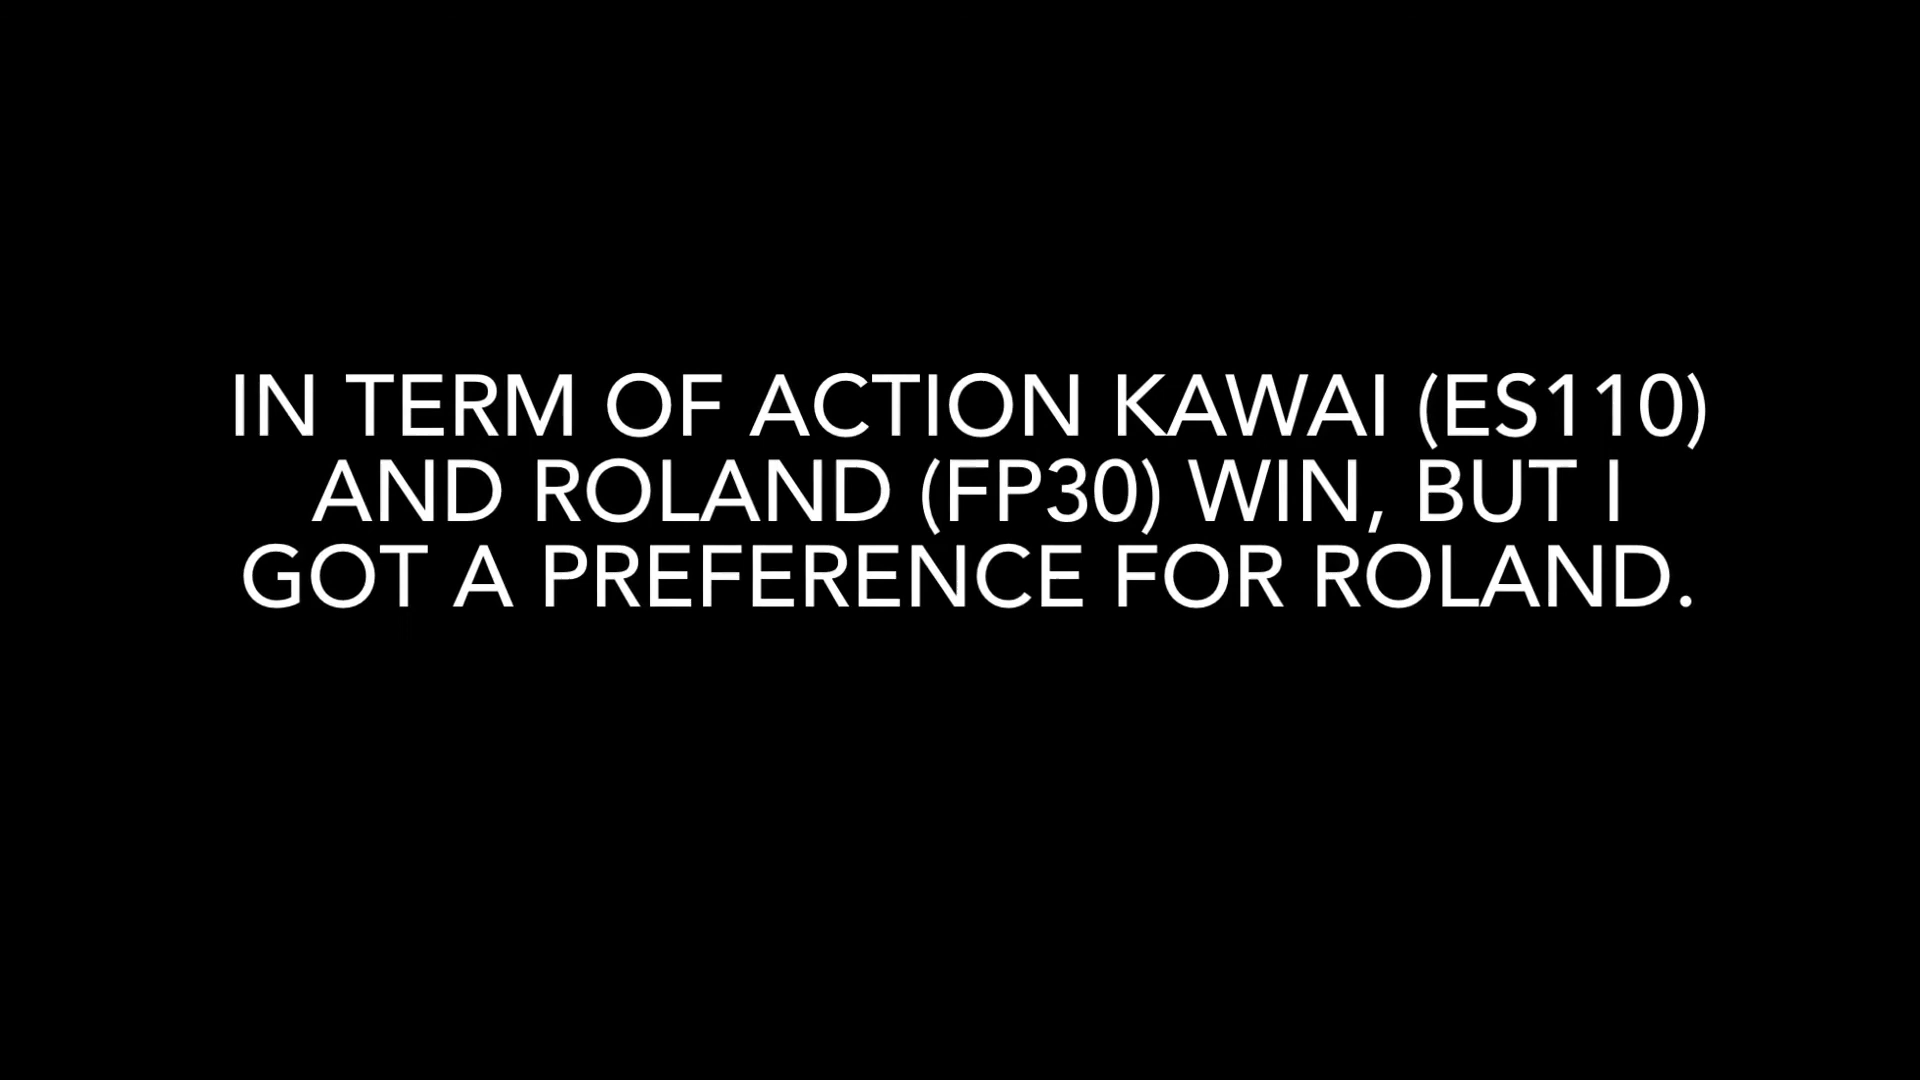 IN TERM OF ACTION KAWAI (ES110)
AND ROLAND (FP30) WIN, BUT I
GOT A PREFERENCE FOR ROLAND.